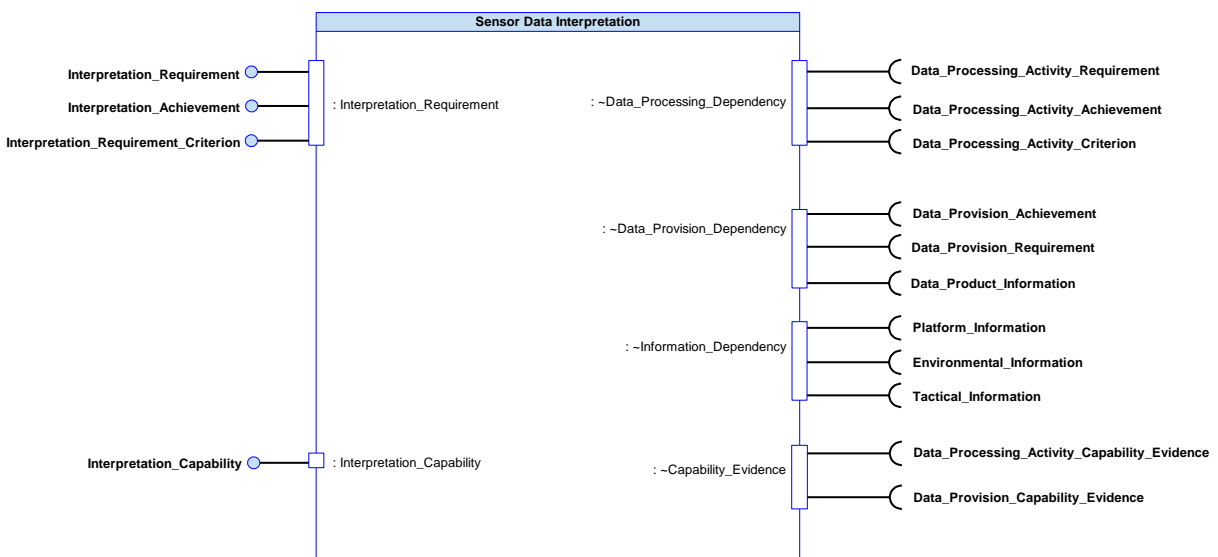 Sensor Data Interpretation
Interpretation_Requirement
Interpretation_Achievement
Interpretation_Requirement_Criterion
: Interpretation_Requirement
: ~Data_Processing_Dependency
Data_Processing_Activity_Requirement
Data_Processing_Activity_Achievement
Data_Processing_Activity_Criterion
: ~Data_Provision_Dependency
Data_Provision_Achievement
Data_Provision_Requirement
Data_Product_Information
: ~Information_Dependency
Platform_Information
Environmental_Information
Tactical_Information
Interpretation_Capability
: Interpretation_Capability
: ~Capability_Evidence
Data_Processing_Activity_Capability_Evidence
Data_Provision_Capability_Evidence